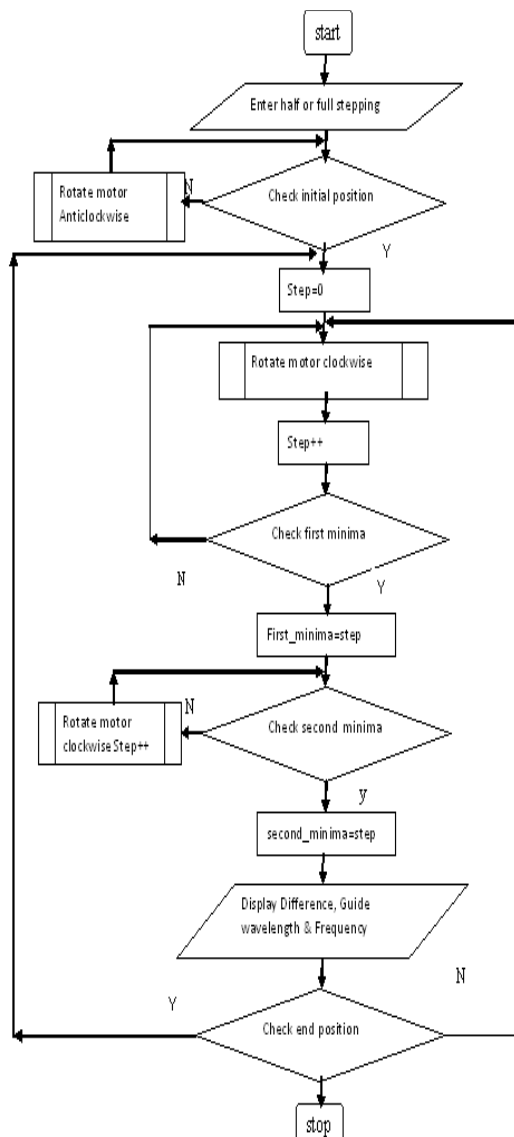 start
Enter half or full stepping
Check initial position
N
Rotate motor
Anticlockwise
Y
Step=0
Rotate motor clockwise
Step++
Check first minima
N
Y
First_minima=step
Check second minima
N
Rotate motor
clockwise Step++
y
second_minima=step
Display Difference, Guide
wavelength & Frequency
N
Y
Check end position
stop